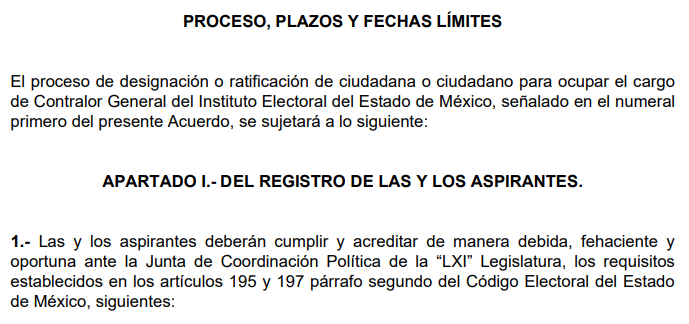 PROCESO, PLAZOS Y FECHAS LÍMITES
El proceso de designación o ratificación de ciudadana o ciudadano para ocupar el cargo
de Contralor General del Instituto Electoral del Estado de México, señalado en el numeral
primero del presente Acuerdo, se sujetará a lo siguiente:
APARTADO I.- DEL REGISTRO DE LAS Y LOS ASPIRANTES.
1.- Las y los aspirantes deberán cumplir y acreditar de manera debida, fehaciente y
oportuna ante la Junta de Coordinación Política de la “LXI” Legislatura, los requisitos
establecidos en los artículos 195 y 197 párrafo segundo del Código Electoral del Estado
de México, siguientes: